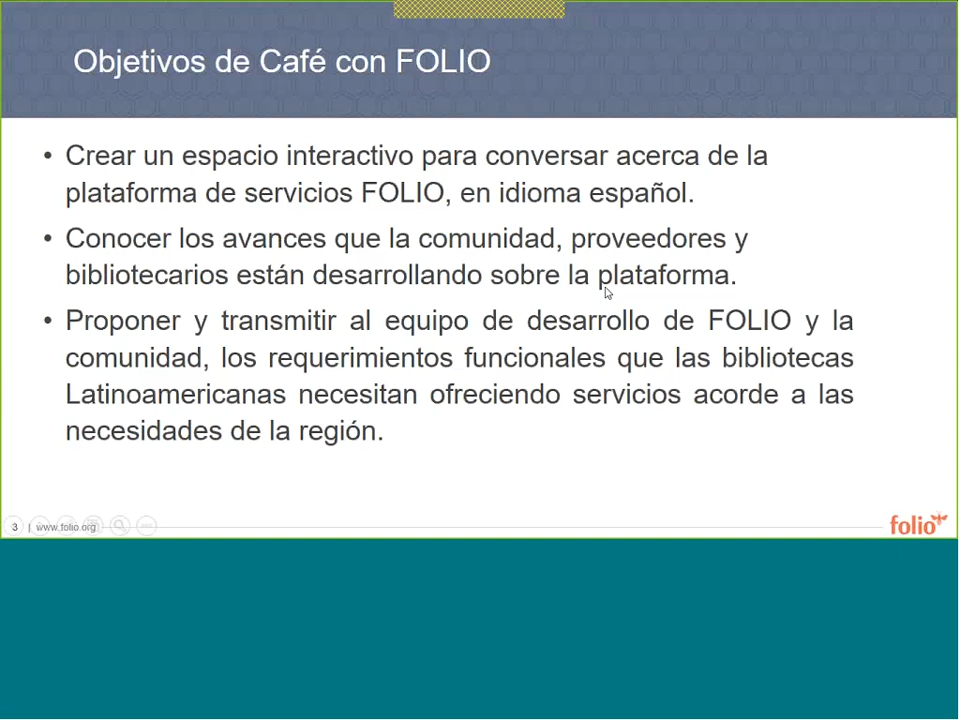 Objetivos de Café con FOLIO
• Crear un espacio interactivo para conversar acerca de la
plataforma de servicios FOLIO, en idioma español.
• Conocer los avances que la comunidad, proveedores y
bibliotecarios están desarrollando sobre la plataforma.
• Proponer y transmitir al equipo de desarrollo de FOLIO y la
comunidad, los requerimientos funcionales que las bibliotecas
Latinoamericanas necesitan ofreciendo servicios acorde a las
necesidades de la región.
3 | www.folio.org
folio